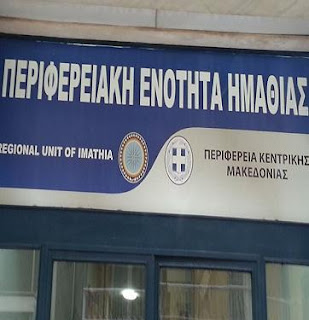 ΠΕΡΙΦΕΡΕΙΑΚΗ ΕΝΟΤΗΤΑ ΗΜΑΘΙΑΣ
REGIONAL UNIT OF IMATHIA
ΠΕΡΙΦΕΡΕΙΑ ΚΕΝΤΡΙΚΗΣ
ΜΑΚΕΔΟΝΙΑΣ